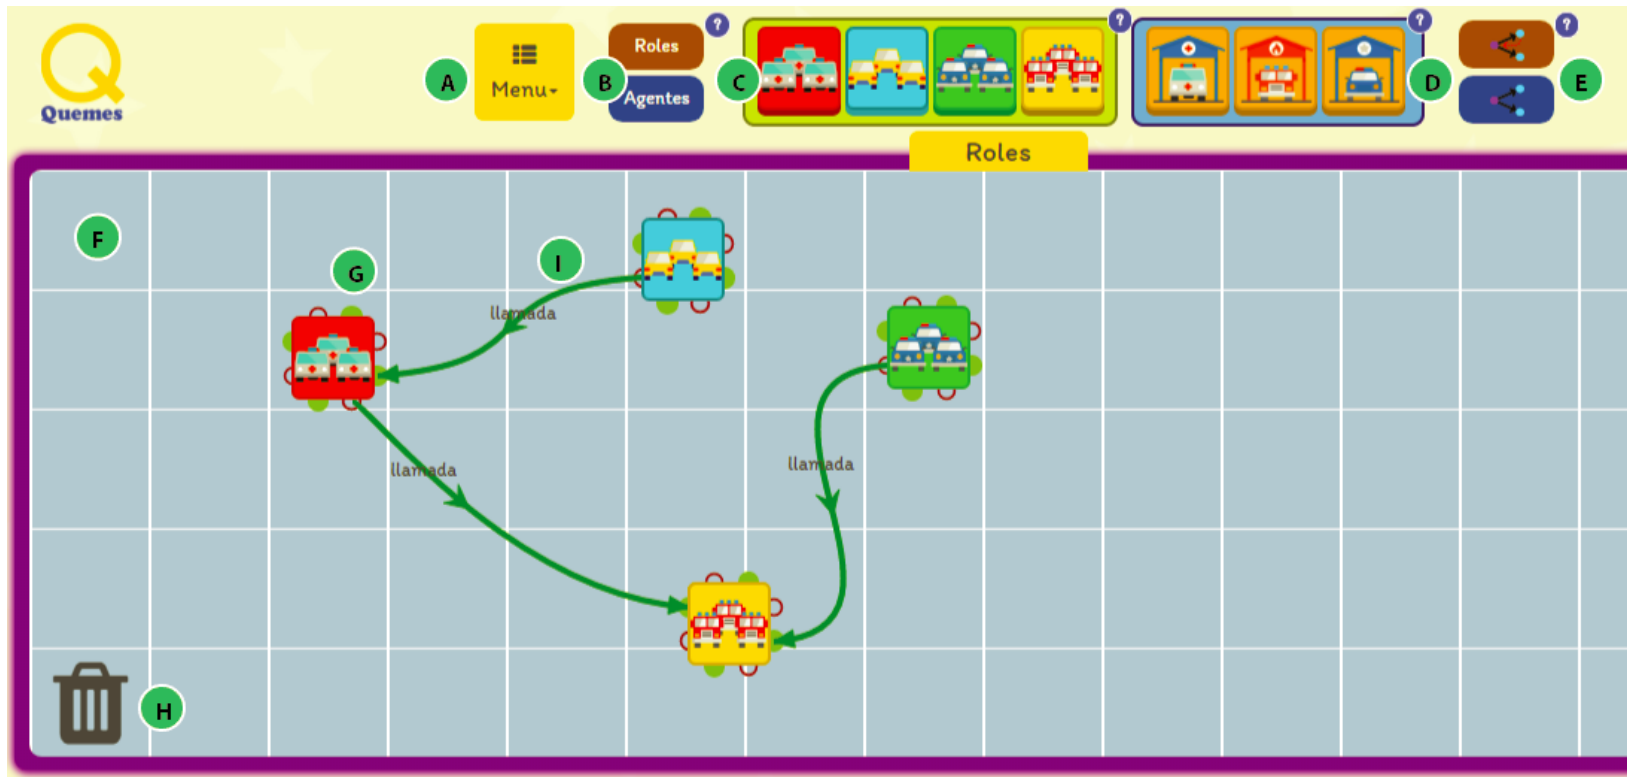 Q
Quemes
A
Menu
B
Roles
Agentes
?
C
?
?
D
?
E
Roles
F
G
I
llamada
llamada
llamada
H